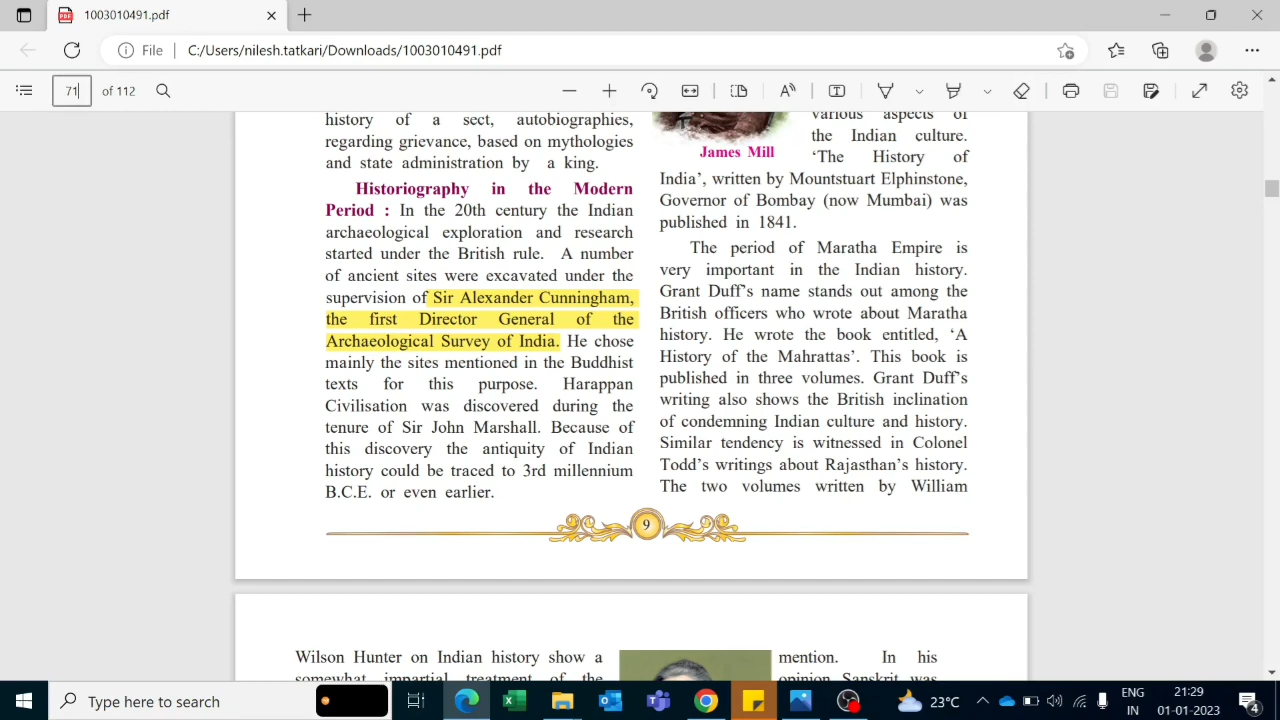 1003010491.pdf
File
C:/Users/nilesh.tatkari/Downloads/1003010491.pdf
71
of 112
history of a sect, autobiographies,
regarding grievance, based on mythologies
and state administration by a king.
Historiography in the Modern
Period : In the 20th century the Indian
archaeological exploration and research
started under the British rule. A number
of ancient sites were excavated under the
supervision of Sir Alexander Cunningham,
the first Director General of the
Archaeological Survey of India. He chose
mainly the sites mentioned in the Buddhist
texts for this purpose. Harappan
Civilisation was discovered during the
tenure of Sir John Marshall. Because of
this discovery the antiquity of Indian
history could be traced to 3rd millennium
B.C.E. or even earlier.
various aspects of
the Indian culture.
James Mill
'The History of
India', written by Mountstuart Elphinstone,
Governor of Bombay (now Mumbai) was
published in 1841.
The period of Maratha Empire is
very important in the Indian history.
Grant Duff's name stands out among the
British officers who wrote about Maratha
history. He wrote the book entitled, 'A
History of the Mahrattas'. This book is
published in three volumes. Grant Duff's
writing also shows the British inclination
of condemning Indian culture and history.
Similar tendency is witnessed in Colonel
Todd's writings about Rajasthan's history.
The two volumes written by William
9
Wilson Hunter on Indian history show a
somewhat impartial treatment of the
mention. In his
opinion Sanskrit was
Type here to search
23°C
ENG
IN
21:29
01-01-2023
4